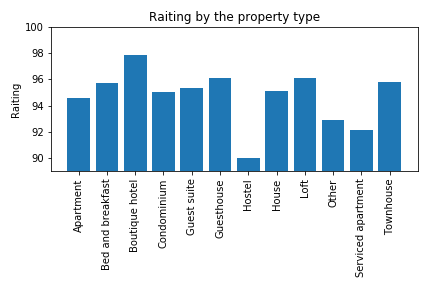 Raiting by the property type
Raiting
100
98
96
94
92
90
Apartment
Bed and breakfast
Boutique hotel
Condominium
Guest suite
Guesthouse
Hostel
House
Loft
Other
Serviced apartment
Townhouse